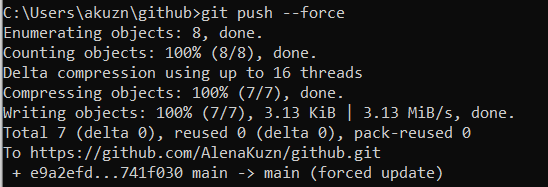 C:\Users\akuzn\github>git push --force
Enumerating objects: 8, done.
Counting objects: 100% (8/8), done.
Delta compression using up to 16 threads
Compressing objects: 100% (7/7), done.
Writing objects: 100% (7/7), 3.13 KiB | 3.13 MiB/s, done.
Total 7 (delta 0), reused 0 (delta 0), pack-reused 0
To https://github.com/AlenaKuzn/github.git
 + e9a2efd...741f030 main -> main (forced update)